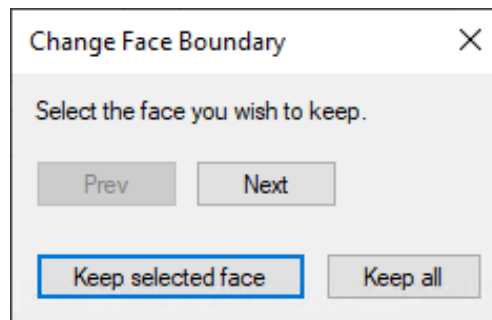 Change Face Boundary
Select the face you wish to keep.
Prev Next
Keep selected face Keep all